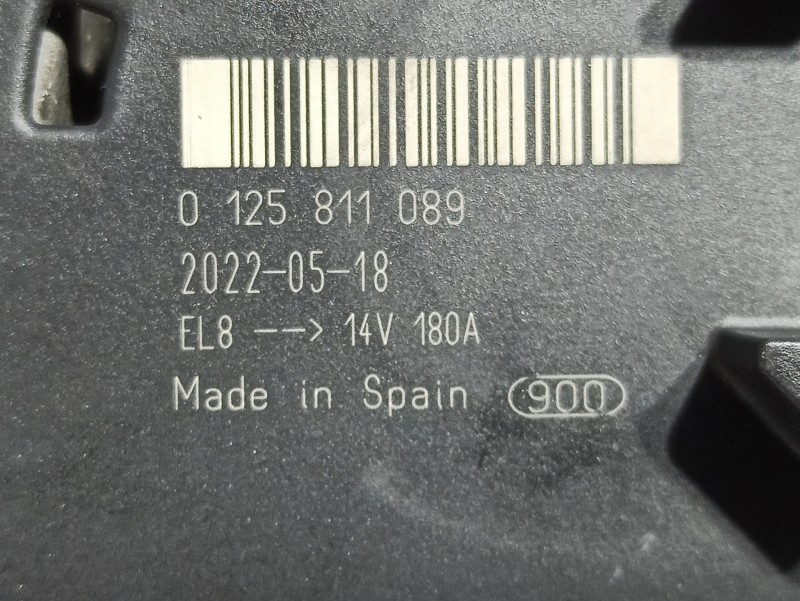 0 125 811 089
2022-05-18
EL8 --> 14V 180A
Made in Spain 900